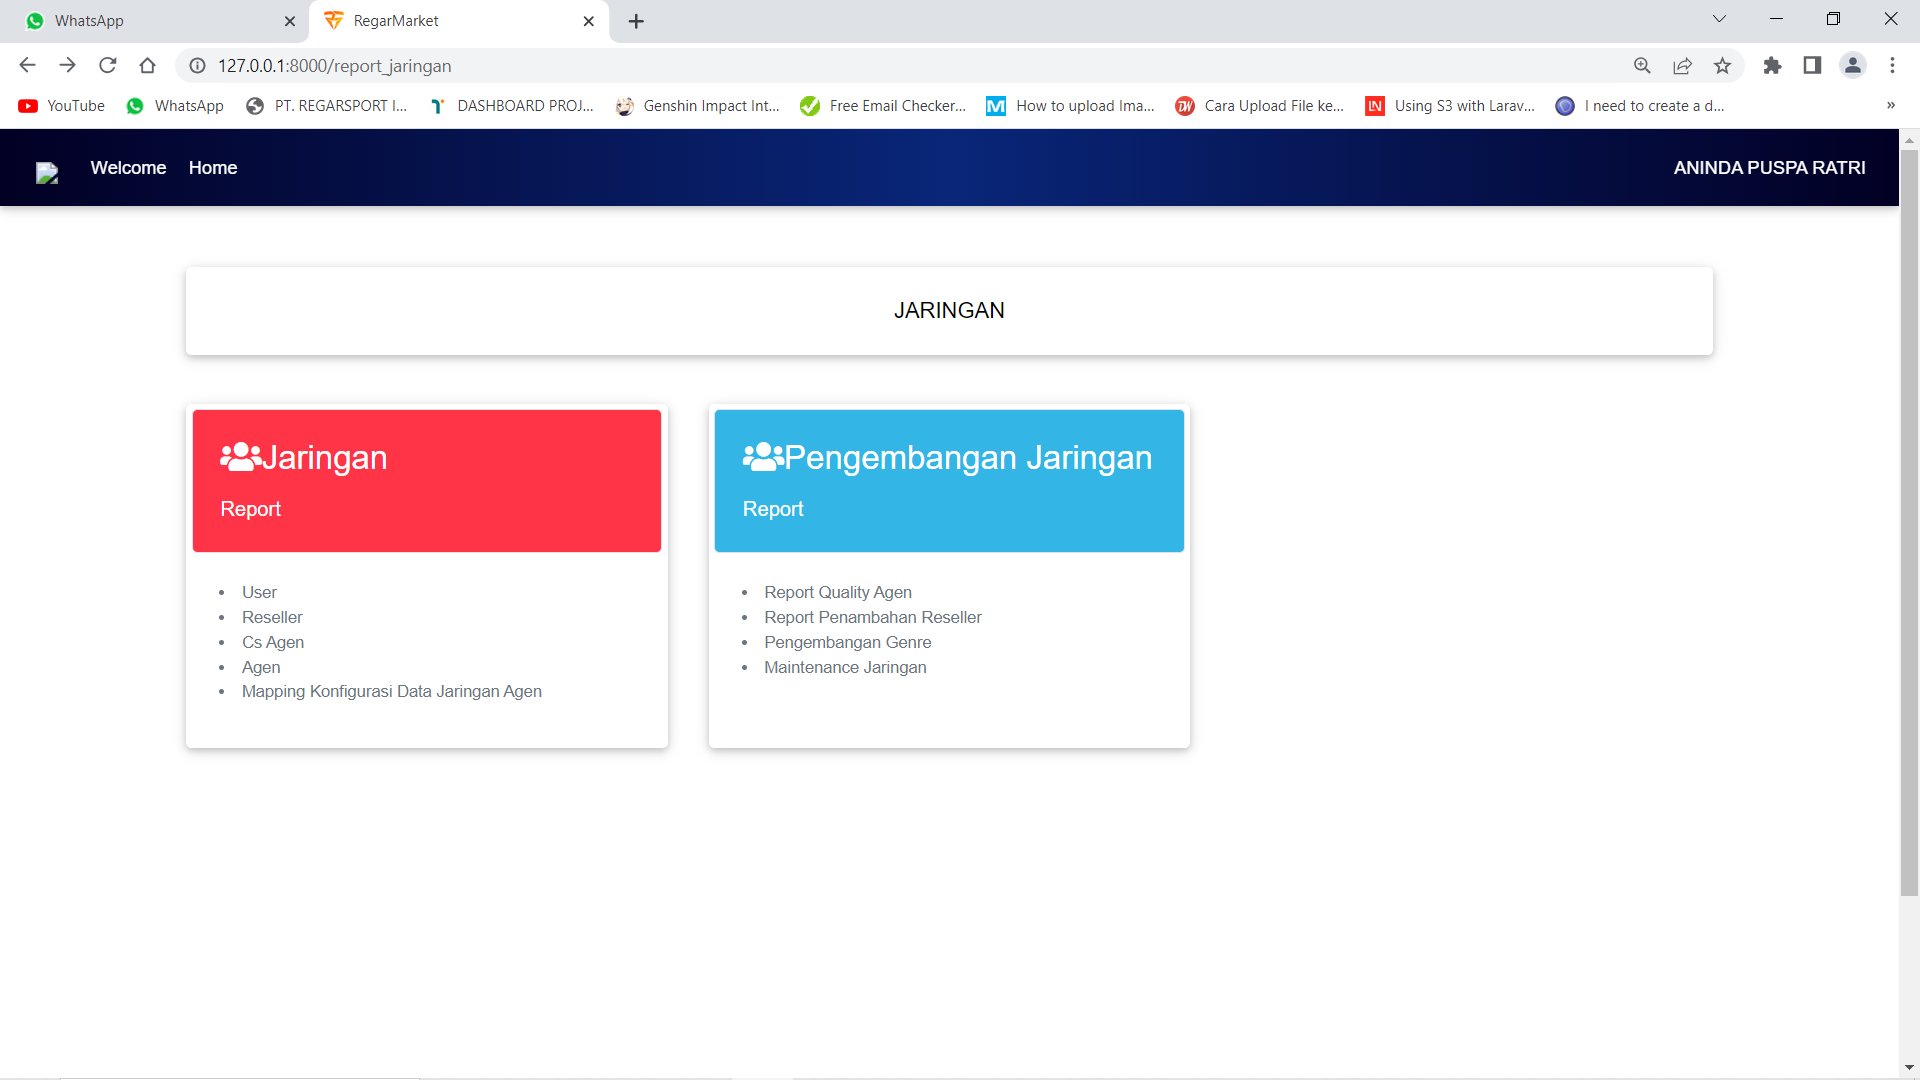 WhatsApp
RegarMarket
127.0.0.1:8000/report_jaringan
YouTube
WhatsApp
PT. REGARSPORT I...
DASHBOARD PROJ...
Genshin Impact Int...
Free Email Checker...
How to upload Ima...
Cara Upload File ke...
Using S3 with Larav...
I need to create a d...
»
Welcome
Home
ANINDA PUSPA RATRI
JARINGAN
Jaringan
Report
• User
• Reseller
• Cs Agen
• Agen
• Mapping Konfigurasi Data Jaringan Agen
Pengembangan Jaringan
Report
• Report Quality Agen
• Report Penambahan Reseller
• Pengembangan Genre
• Maintenance Jaringan